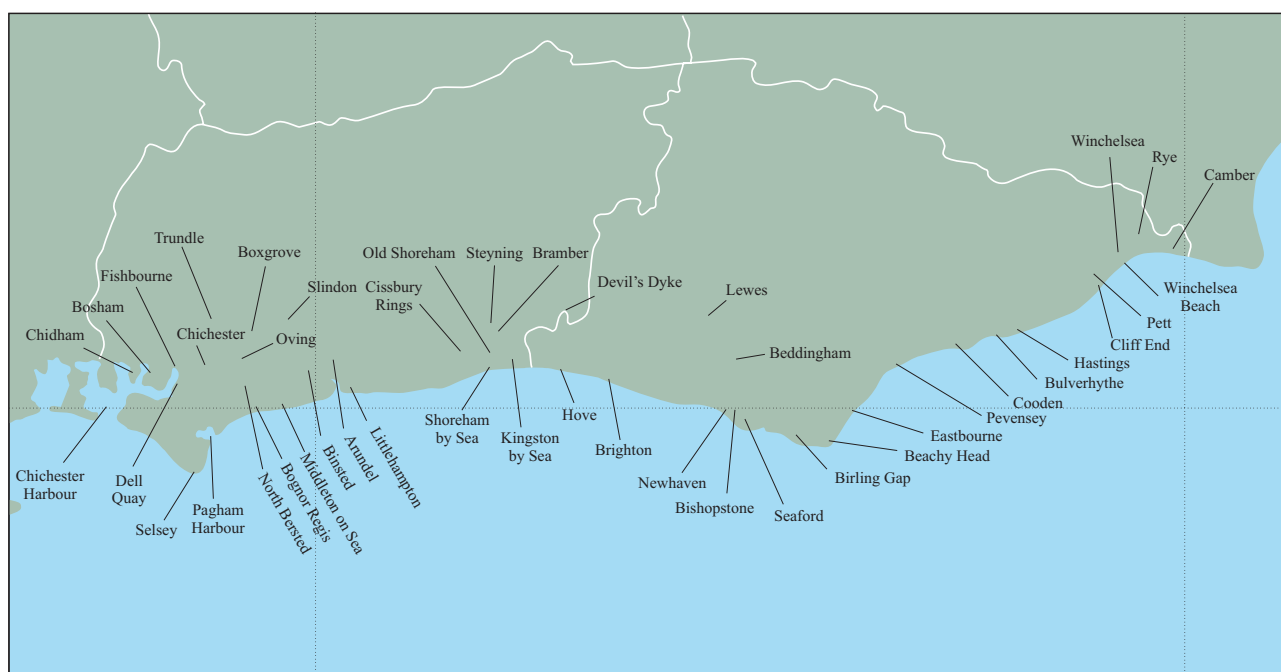 Winchelsea
Rye
Camber
Trundle
Boxgrove
Old Shoreham
Steyning
Bramber
Fishbourne
Slindon
Cissbury
Rings
Devil’s Dyke
Lewes
Bosham
Chidham
Chichester
Oving
Winchelsea
Beach
Pett
Cliff End
Hastings
Beddingham
Bulverhythe
Cooden
Pevensey
Eastbourne
Beachy Head
Birling Gap
Shoreham
by Sea
Kingston
by Sea
Hove
Brighton
Newhaven
Bishopstone
Seaford
Chichester
Harbour
Dell
Quay
Selsey
Pagham
Harbour
North Bersted
Bognor Regis
Middleton on Sea
Binsted
Arundel
Littlehampton